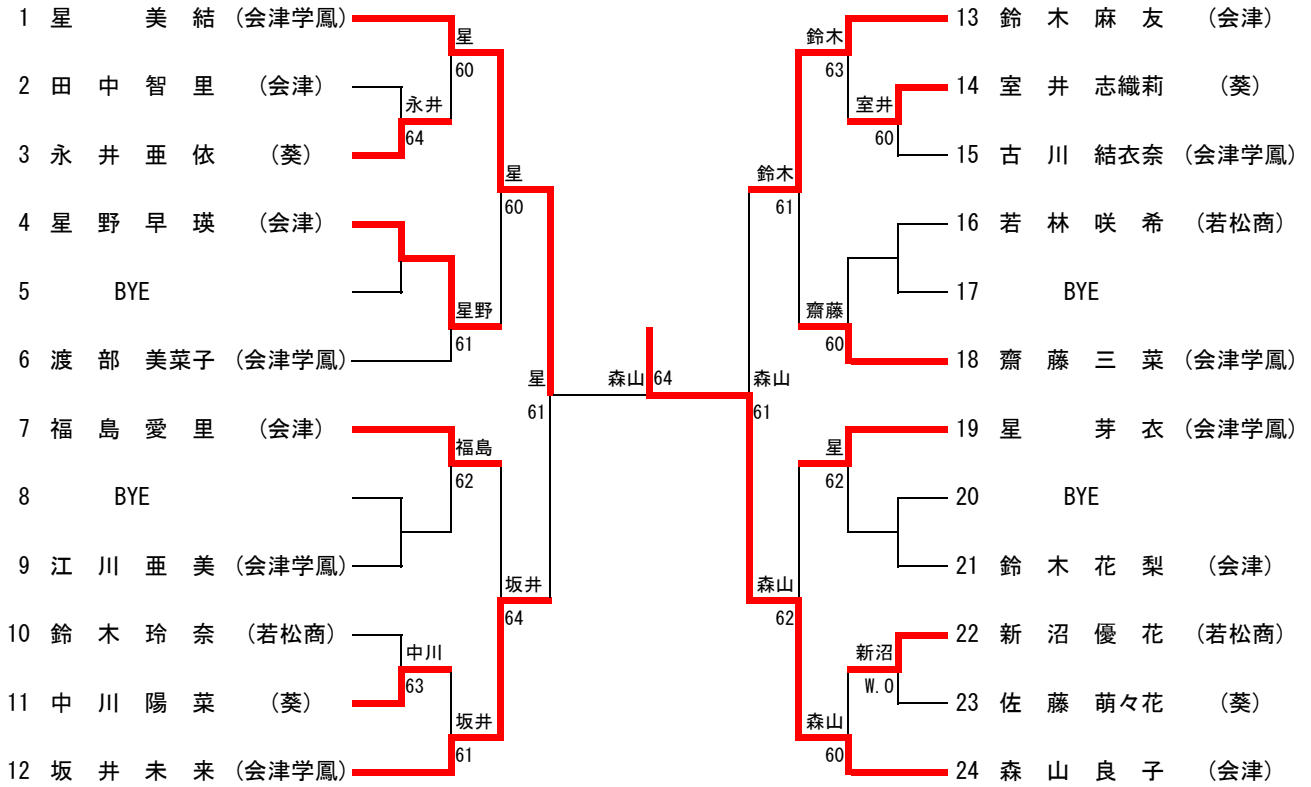 1 星 美 結 (会津学鳳)
2 田 中 智 里 (会津)
3 永 井 亜 依 (葵)
4 星 野 早 瑛 (会津)
5 BYE
6 渡 部 美菜子 (会津学鳳)
7 福 島 愛 里 (会津)
8 BYE
9 江 川 亜 美 (会津学鳳)
10 鈴 木 玲 奈 (若松商)
11 中 川 陽 菜 (葵)
12 坂 井 未 来 (会津学鳳)
星
60
永井
64
星
60
星野
61
星
61
福島
62
坂井
64
中川
63
坂井
61
森山
64
鈴木
63
室井
60
鈴木
61
齋藤
60
森山
61
星
62
森山
62
新沼
W.0
森山
60
13 鈴 木 麻 友 (会津)
14 室 井 志織莉 (葵)
15 古 川 結衣奈 (会津学鳳)
16 若 林 咲 希 (若松商)
17 BYE
18 齋 藤 三 菜 (会津学鳳)
19 星 芽 衣 (会津学鳳)
20 BYE
21 鈴 木 花 梨 (会津)
22 新 沼 優 花 (若松商)
23 佐 藤 萌々花 (葵)
24 森 山 良 子 (会津)